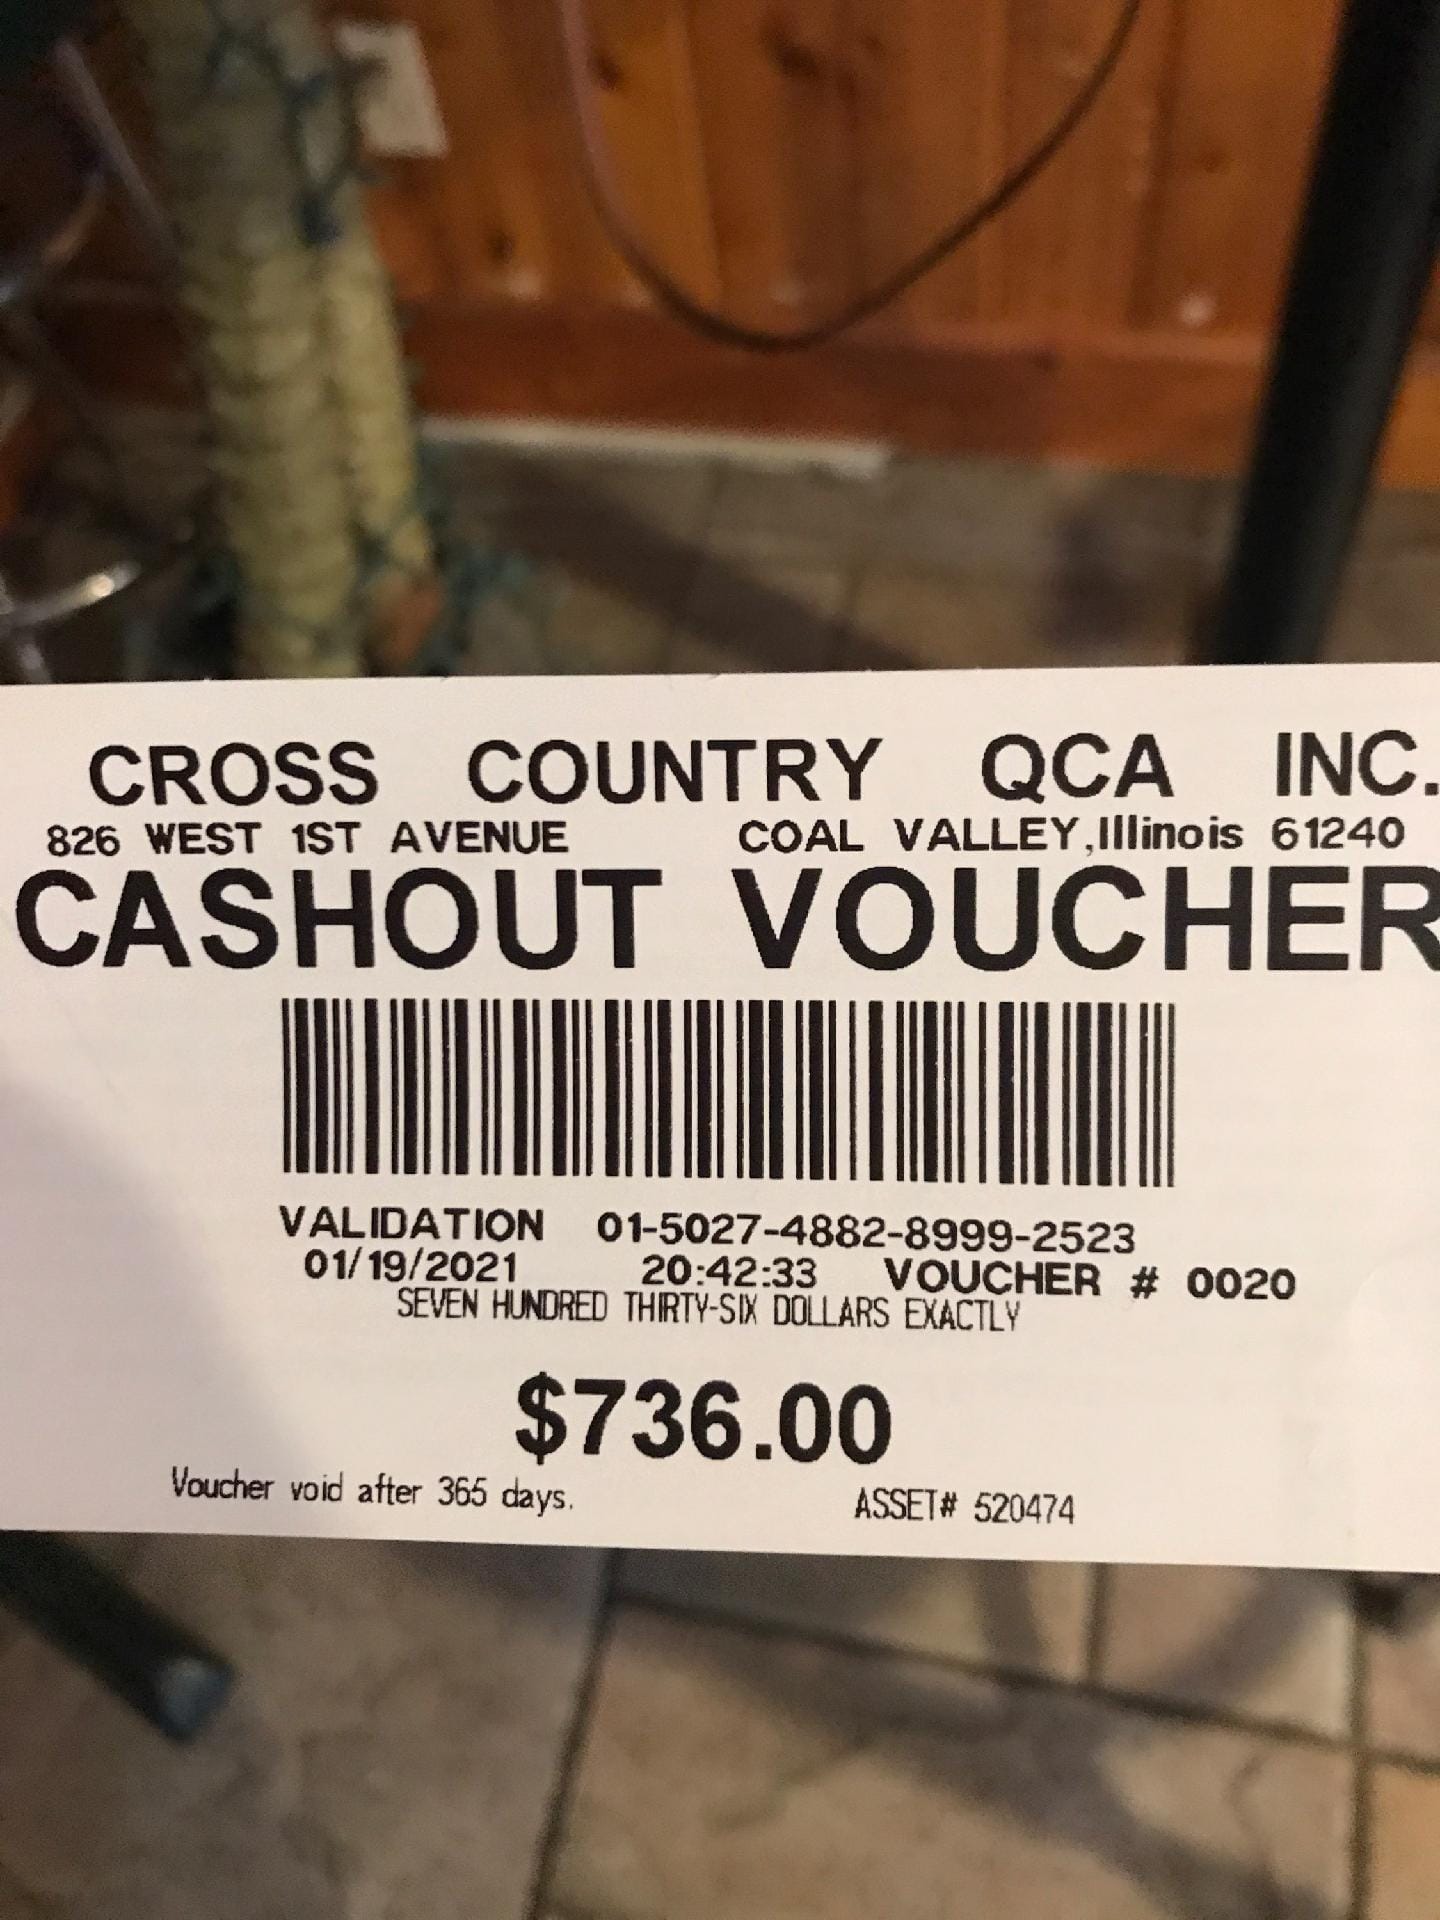 CROSS COUNTRY QCA INC.
826 WEST 1ST AVENUE COAL VALLEY,Illinois 61240
CASHOUT VOUCHER
VALIDATION 01-5027-4882-8999-2523
01/19/2021 20:42:33 VOUCHER # 0020
SEVEN HUNDRED THIRTY-SIX DOLLARS EXACTLY
$736.00
Voucher void after 365 days. ASSET# 520474